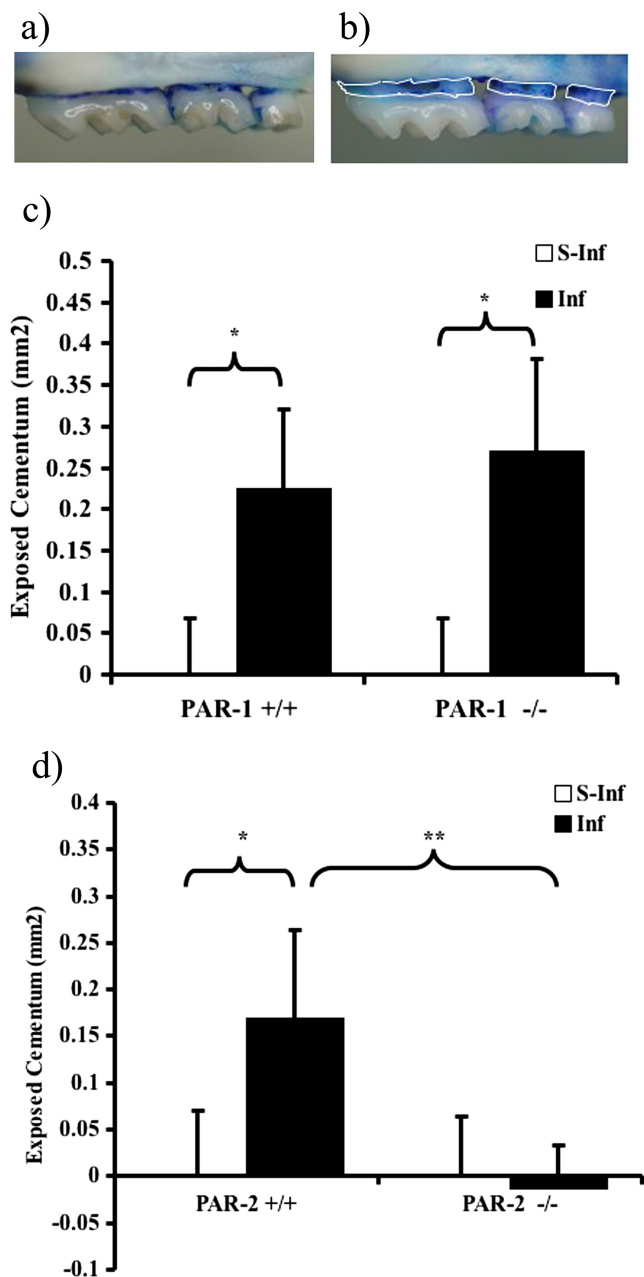 a) b)
c)
S-Inf
Inf
Exposed Cementum (mm2)
0.5
0.45
0.4
0.35
0.3
0.25
0.2
0.15
0.1
0.05
0
*
*
PAR-1 +/+ PAR-1 -/-
d)
S-Inf
Inf
Exposed Cementum (mm2)
0.4
0.35
0.3
0.25
0.2
0.15
0.1
0.05
0
-0.05
-0.1
*
**
PAR-2 +/+ PAR-2 -/-